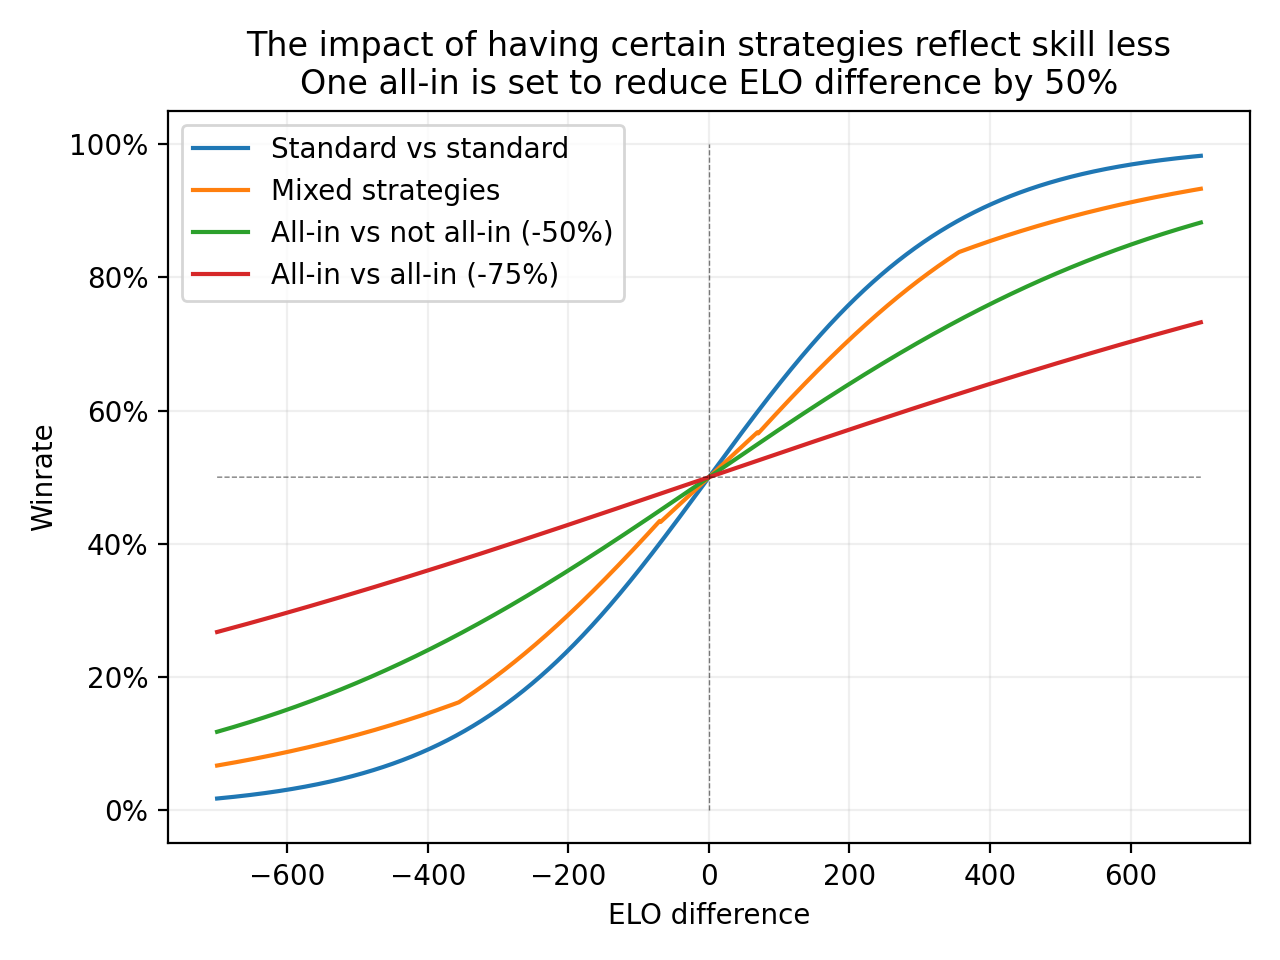 The impact of having certain strategies reflect skill less
One all-in is set to reduce ELO difference by 50%
100%
80%
60%
40%
20%
0%
Winrate
Standard vs standard
Mixed strategies
All-in vs not all-in (-50%)
All-in vs all-in (-75%)
−600 −400 −200 0 200 400 600
ELO difference